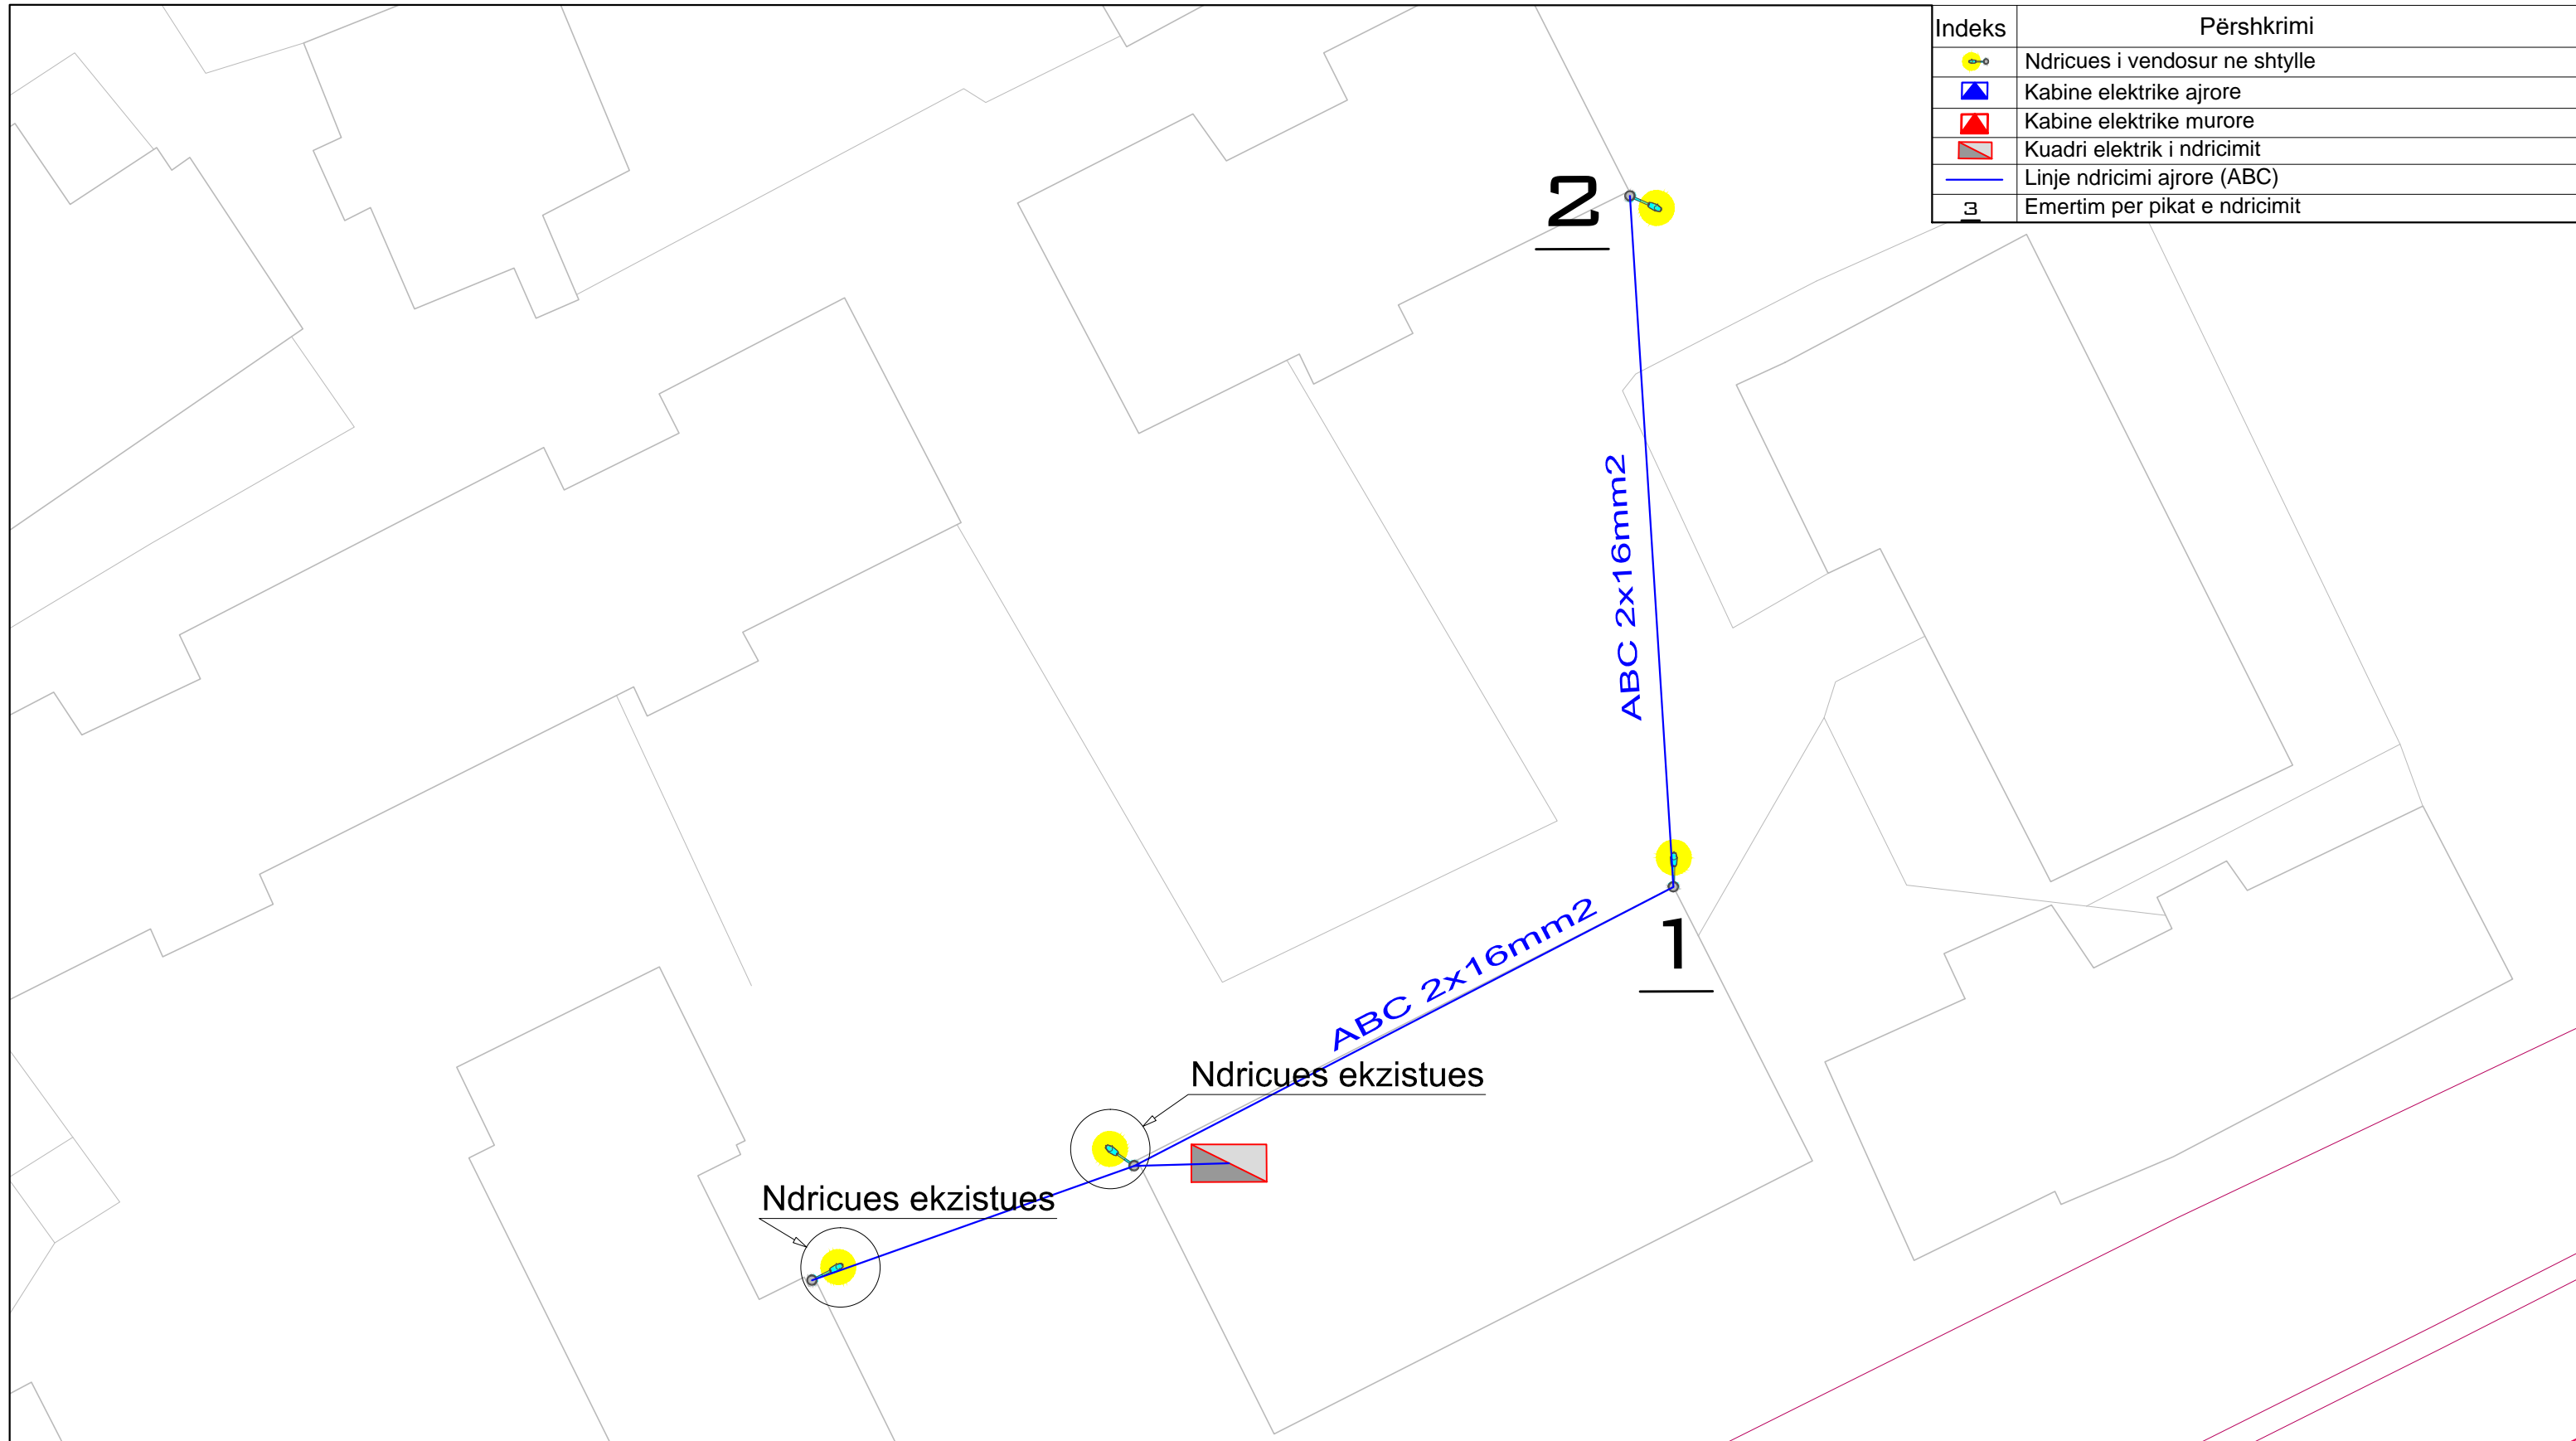 Indeks Përshkrimi
Ndricues i vendosur ne shtylle
Kabine elektrike ajrore
Kabine elektrike murore
Kuadri elektrik i ndricimit
Linje ndricimi ajrore (ABC)
3 Emertim per pikat e ndricimit
2
ABC 2x16mm2
1
ABC 2x16mm2
Ndricues ekzistues
Ndricues ekzistues